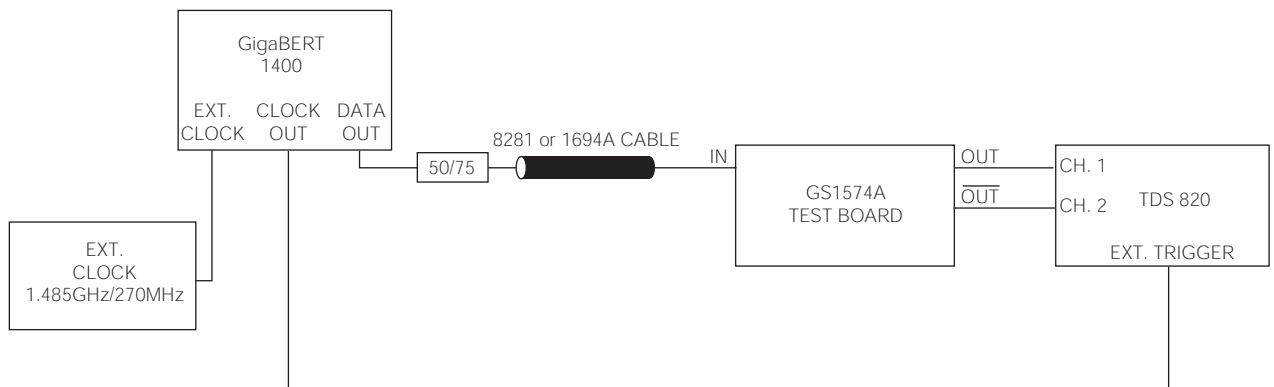 GigaBERT
1400
EXT.
CLOCK
CLOCK
OUT
DATA
OUT
8281 or 1694A CABLE
50/75
IN
GS1574A
TEST BOARD
OUT
OUT
CH. 1
CH. 2
TDS 820
EXT. TRIGGER
EXT.
CLOCK
1.485GHz/270MHz